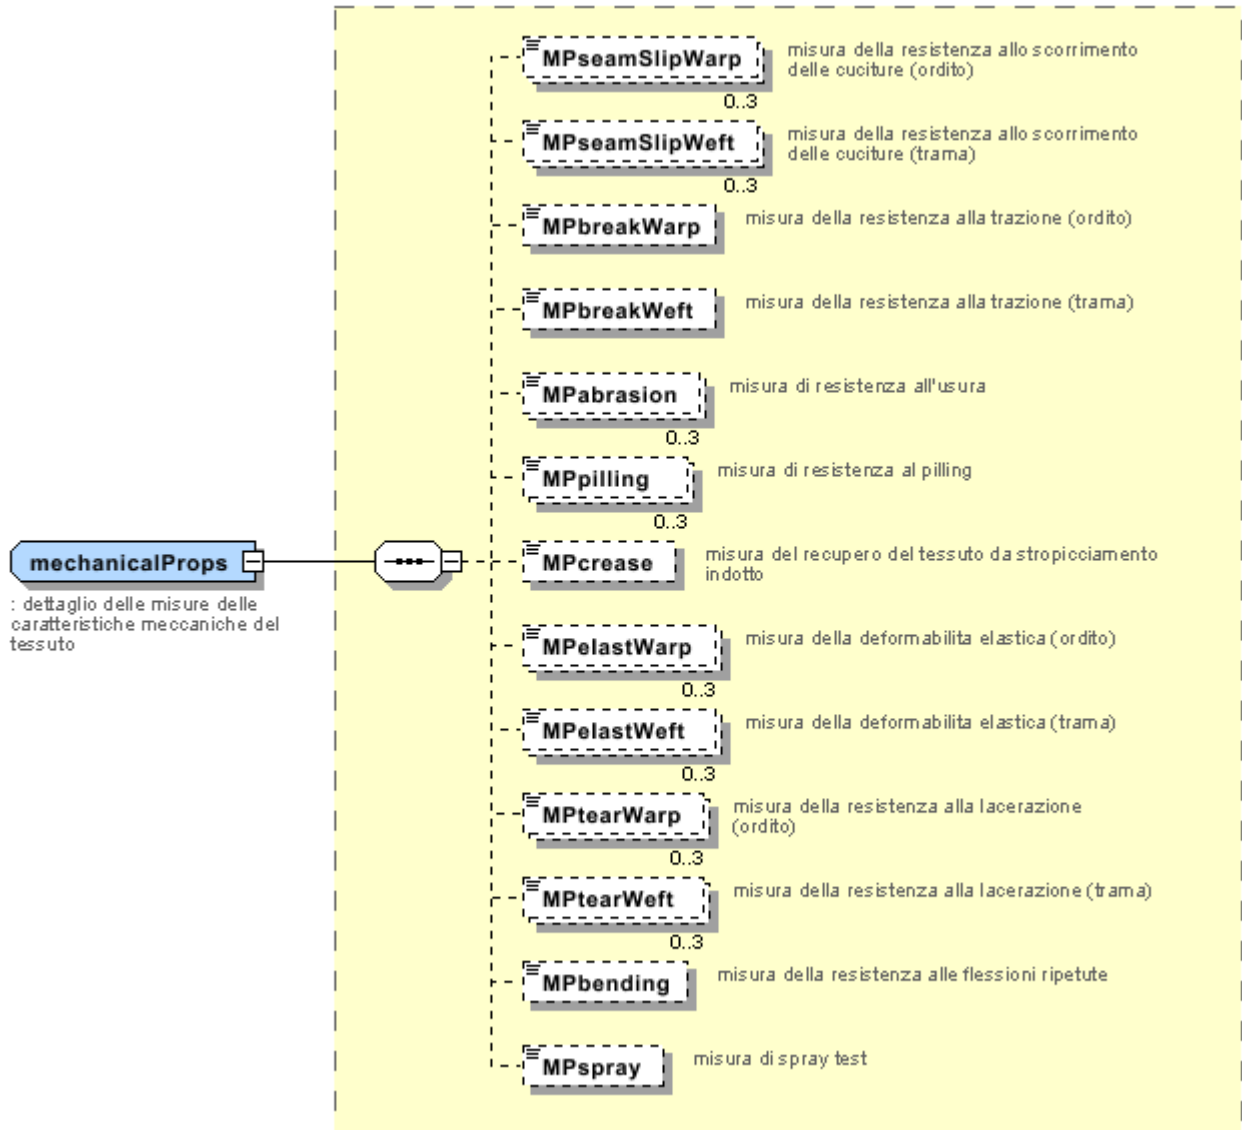 MPseamSlipWarp
misura della resistenza allo scorrimento
delle cuciture (ordito)
0..3
MPseamSlipWeft
misura della resistenza allo scorrimento
delle cuciture (trama)
0..3
MPbreakWarp
misura della resistenza alla trazione (ordito)
MPbreakWeft
misura della resistenza alla trazione (trama)
MPabrasion
misura di resistenza all'usura
0..3
MPpilling
misura di resistenza al pilling
0..3
mechanicalProps
: dettaglio delle misure delle
caratteristiche meccaniche del
tessuto
MPcrease
misura del recupero del tessuto da stropicciamento
indotto
MPelastWarp
misura della deformabilita elastica (ordito)
0..3
MPelastWeft
misura della deformabilita elastica (trama)
0..3
MPtearWarp
misura della resistenza alla lacerazione
(ordito)
0..3
MPtearWeft
misura della resistenza alla lacerazione (trama)
0..3
MPbending
misura della resistenza alle flessioni ripetute
MPspray
misura di spray test